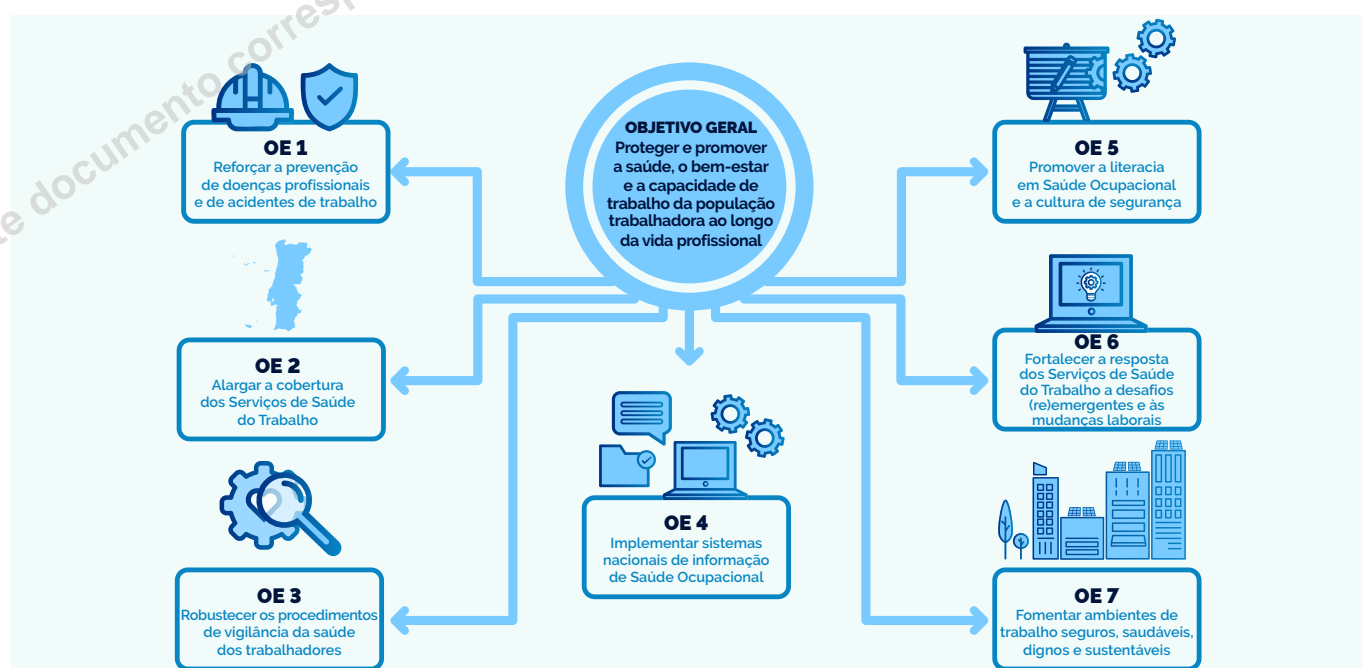 te documento corresp
OBJETIVO GERAL
Proteger e promover
a saúde, o bem-estar
e a capacidade de
trabalho da população
trabalhadora ao longo
da vida profissional
OE 1
Reforçar a prevenção
de doenças profissionais
e de acidentes de trabalho
OE 2
Alargar a cobertura
dos Serviços de Saúde
do Trabalho
OE 3
Robustecer os procedimentos
de vigilância da saúde
dos trabalhadores
OE 4
Implementar sistemas
nacionais de informação
de Saúde Ocupacional
OE 5
Promover a literacia
em Saúde Ocupacional
e a cultura de segurança
OE 6
Fortalecer a resposta
dos Serviços de Saúde
do Trabalho a desafios
(re)emergentes e às
mudanças laborais
OE 7
Fomentar ambientes de
trabalho seguros, saudáveis,
dignos e sustentáveis